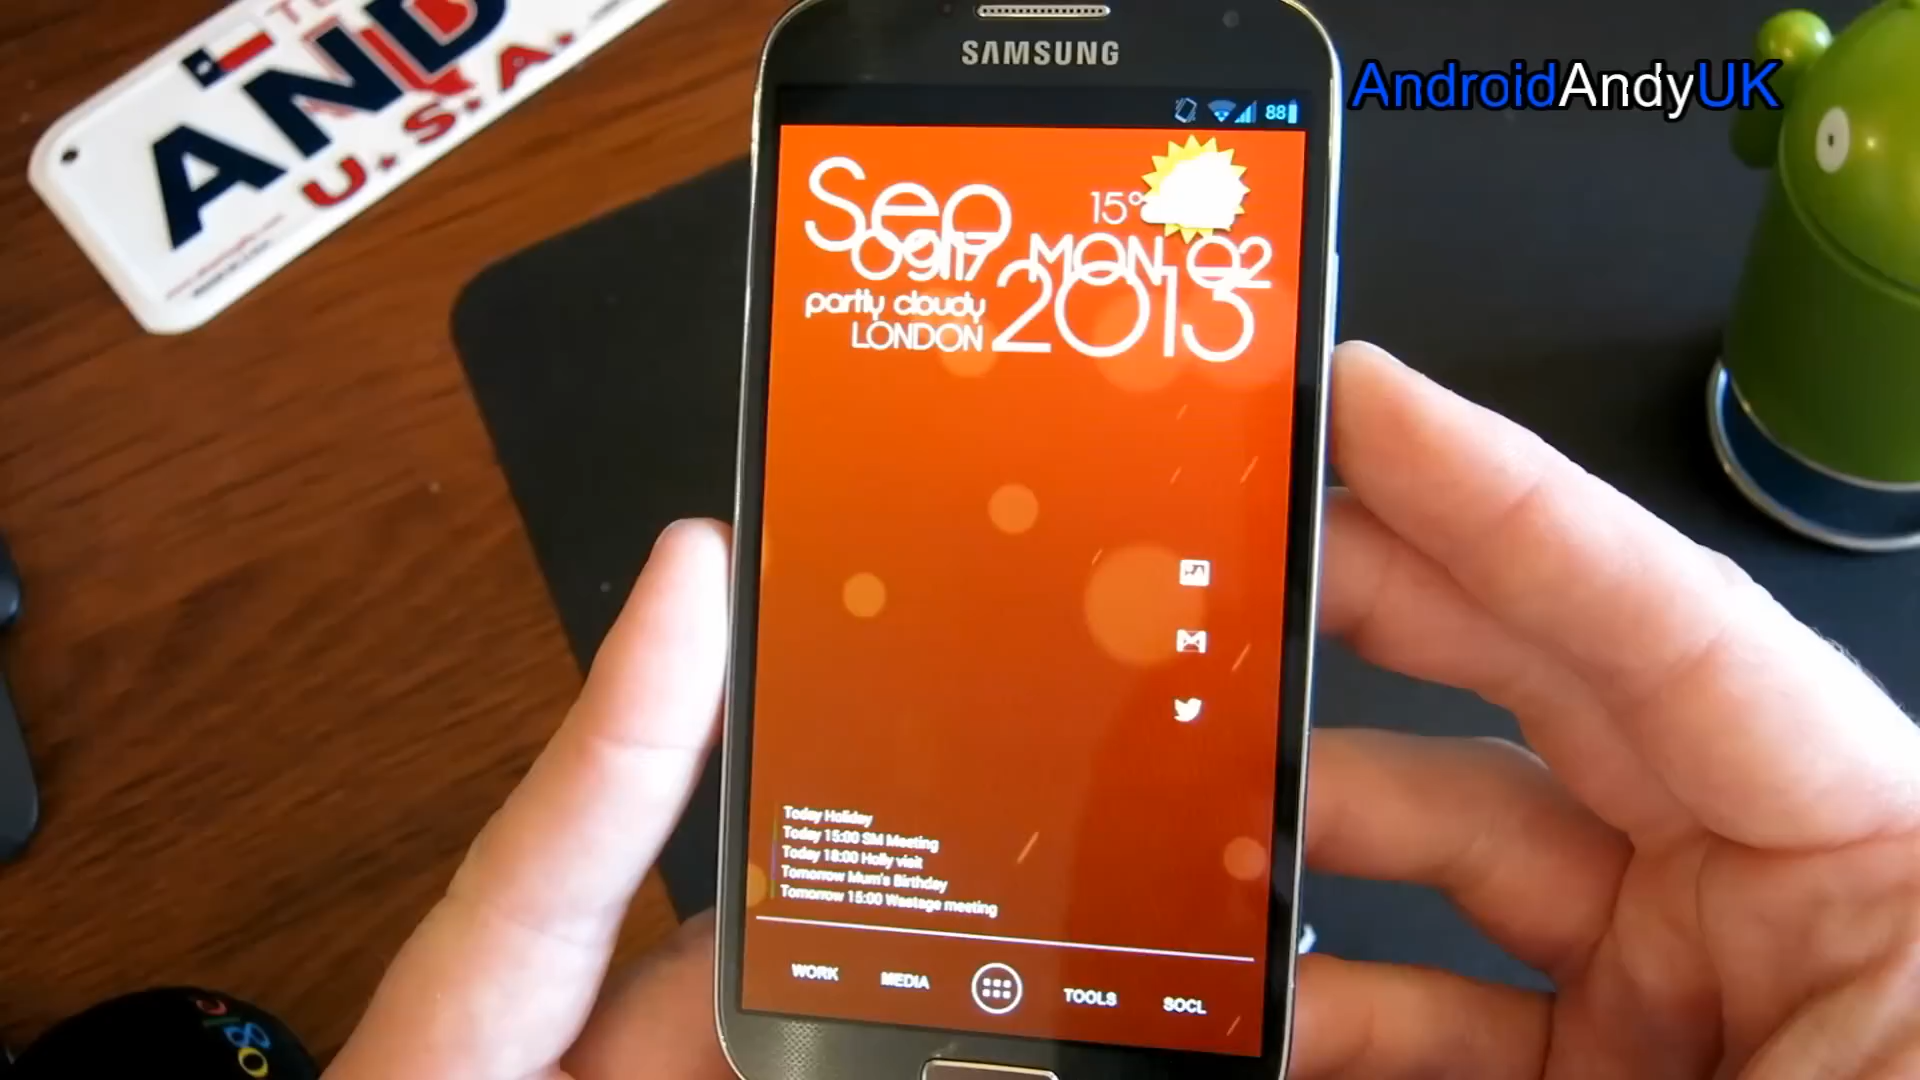 AND
U.S.A.
SAMSUNG
AndroidAndyUK
88
Sep
15°
09:17 MON 02
partly cloudy
2013
LONDON
Today Holiday
Today 15:00 SM Meeting
Today 18:00 Holly visit
Tomorrow Mum's Birthday
Tomorrow 15:00 Wastage meeting
WORK
MEDIA
TOOLS
SOCL